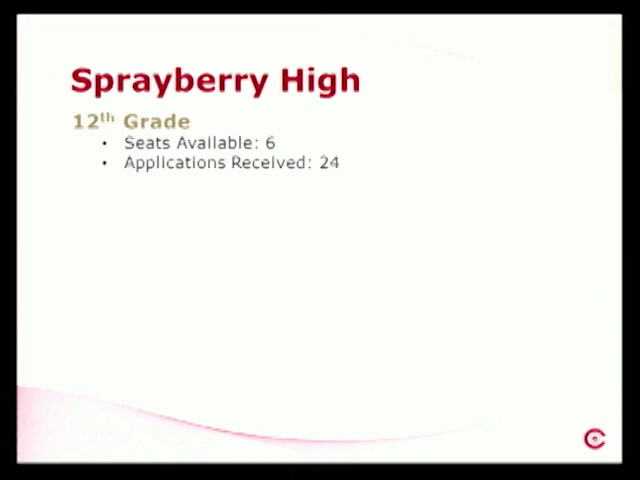 Sprayberry High
12th Grade
• Seats Available: 6
• Applications Received: 24